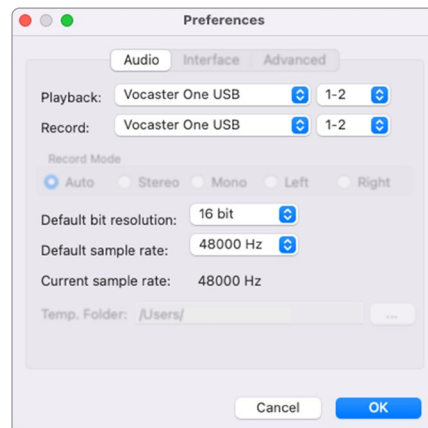 Preferences
Audio Interface Advanced
Playback: Vocaster One USB 1-2
Record: Vocaster One USB 1-2
Record Mode
Auto Stereo Mono Left Right
Default bit resolution: 16 bit
Default sample rate: 48000 Hz
Current sample rate: 48000 Hz
Temp. Folder: /Users/ ...
Cancel OK